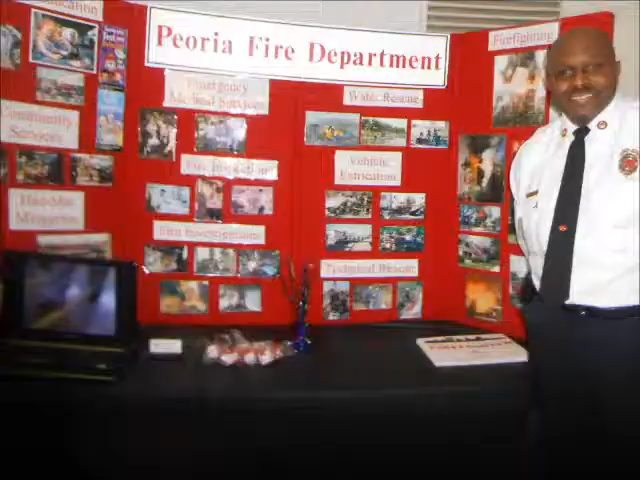 Peoria Fire Department
Firefighting
Emergency
Medical Services
Water Rescue
Community
Services
Fire Inspection
Vehicle
Extrication
Hazardous
Materials
Fire Investigations
Technical Rescue